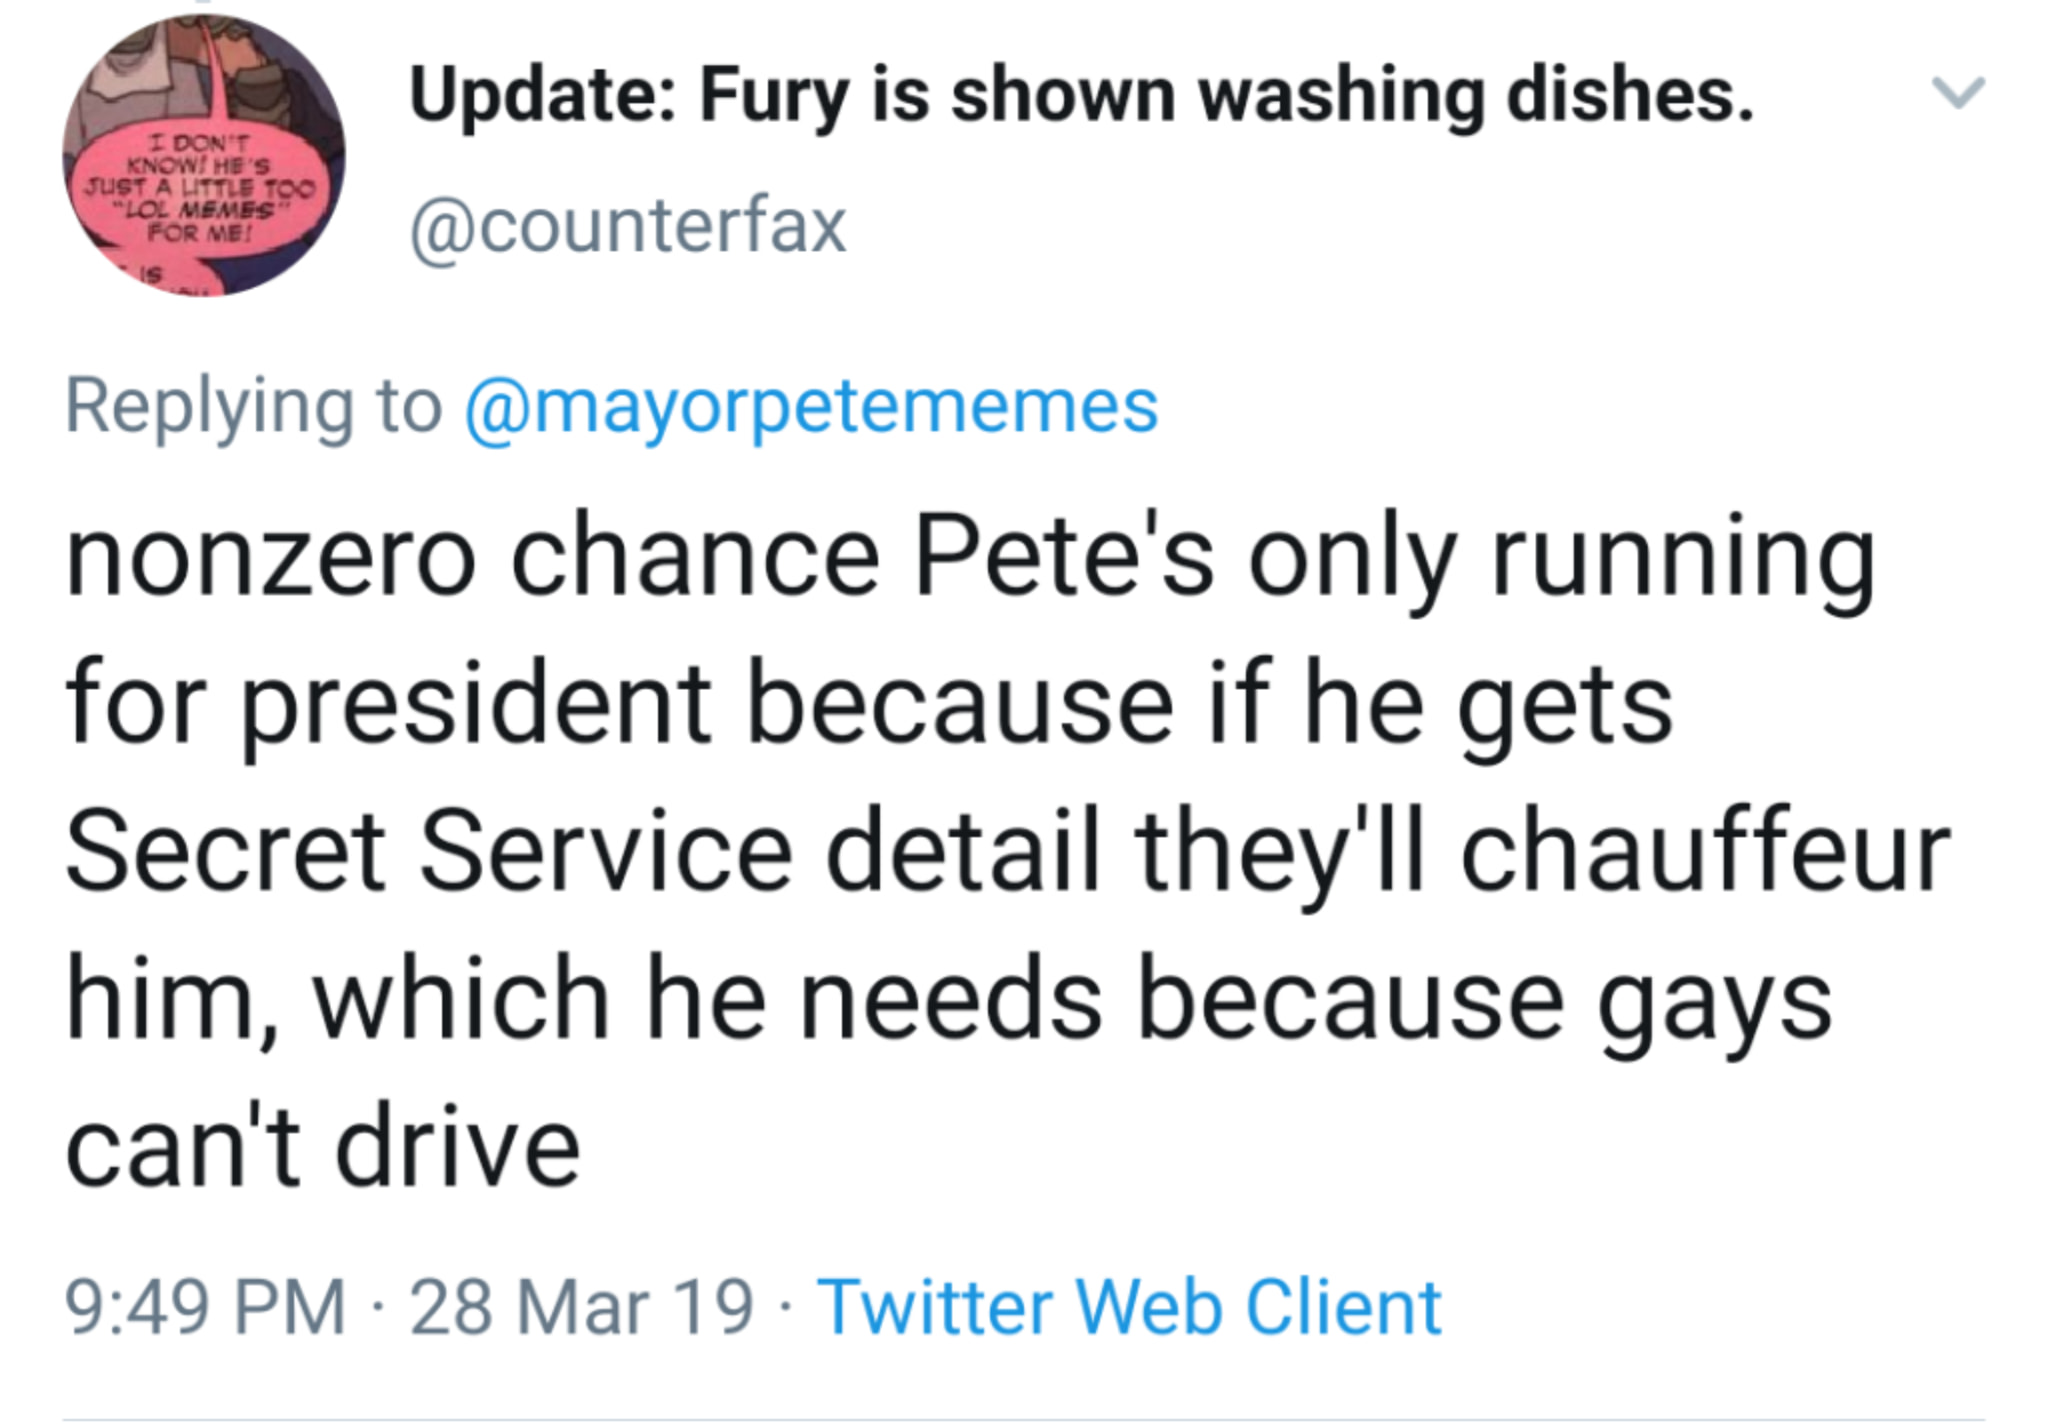 Update: Fury is shown washing dishes.
@counterfax
I DON'T
KNOW! HE'S
JUST A LITTLE TOO
"LOL MEMES"
FOR ME!
IS
Replying to @mayorpetememes
nonzero chance Pete's only running
for president because if he gets
Secret Service detail they'll chauffeur
him, which he needs because gays
can't drive
9:49 PM · 28 Mar 19 · Twitter Web Client